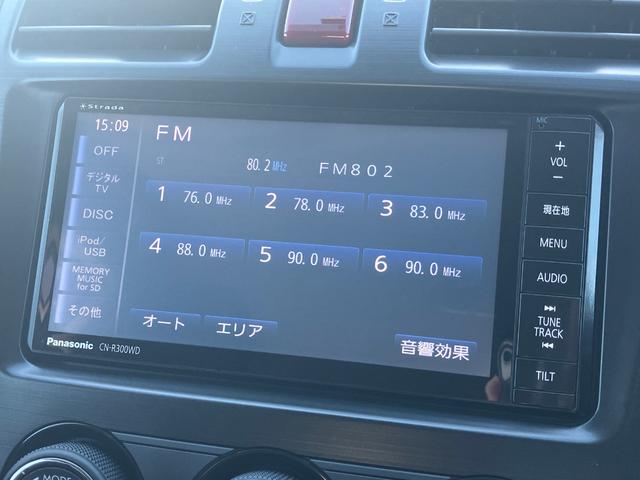 Strada
15:09
FM
OFF
ST
80.2MHz
FM802
デジタル
TV
1 76.0 MHz
2 78.0 MHz
3 83.0 MHz
DISC
iPod/
USB
4 88.0 MHz
5 90.0 MHz
6 90.0 MHz
MEMORY
MUSIC
for SD
その他
オート
エリア
音響効果
Panasonic CN-R300WD
MIC
+
VOL
−
現在地
MENU
AUDIO
TUNE
TRACK
TILT
MODE